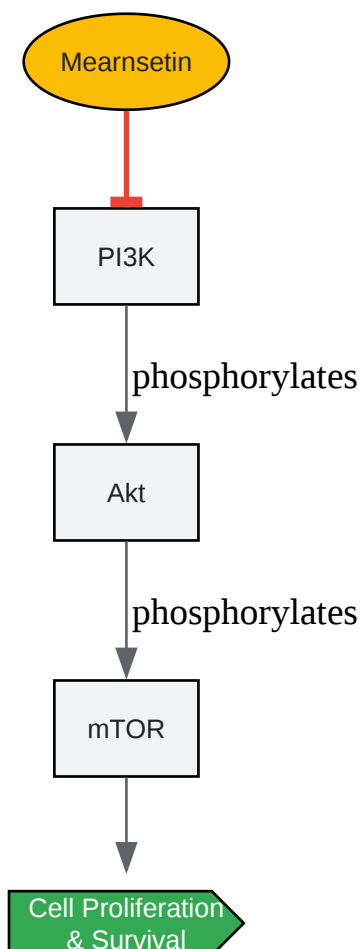 Mearnsetin
PI3K
phosphorylates
Akt
phosphorylates
mTOR
Cell Proliferation
& Survival